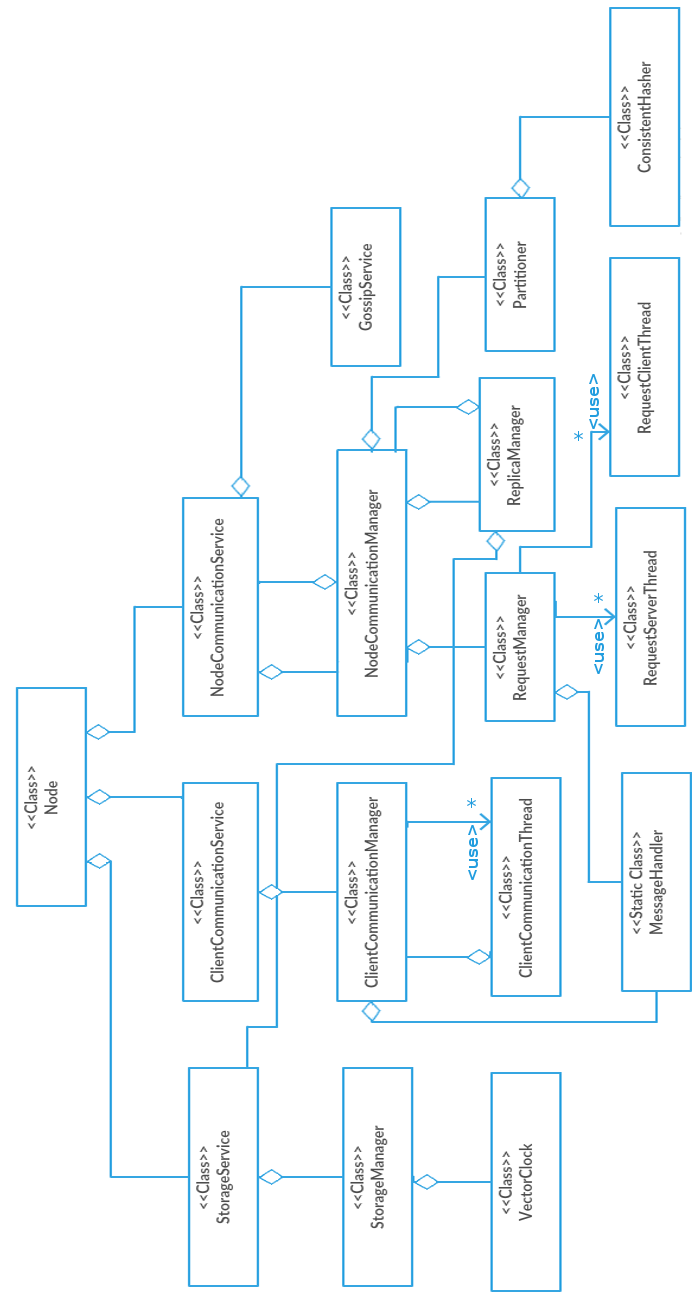 <<Class>>
Node
<<Class>>
NodeCommunicationService
<<Class>>
ClientCommunicationService
<<Class>>
StorageService
<<Class>>
GossipService
<<Class>>
NodeCommunicationManager
<<Class>>
ClientCommunicationManager
<<Class>>
StorageManager
<<Class>>
Partitioner
<<Class>>
ReplicaManager
<<Class>>
RequestManager
<<Class>>
ClientCommunicationThread
<use> *
<<Class>>
VectorClock
<<Class>>
ConsistentHasher
<<Class>>
RequestClientThread
* <use>
<<Class>>
RequestServerThread
<use> *
<<Static Class>>
MessageHandler